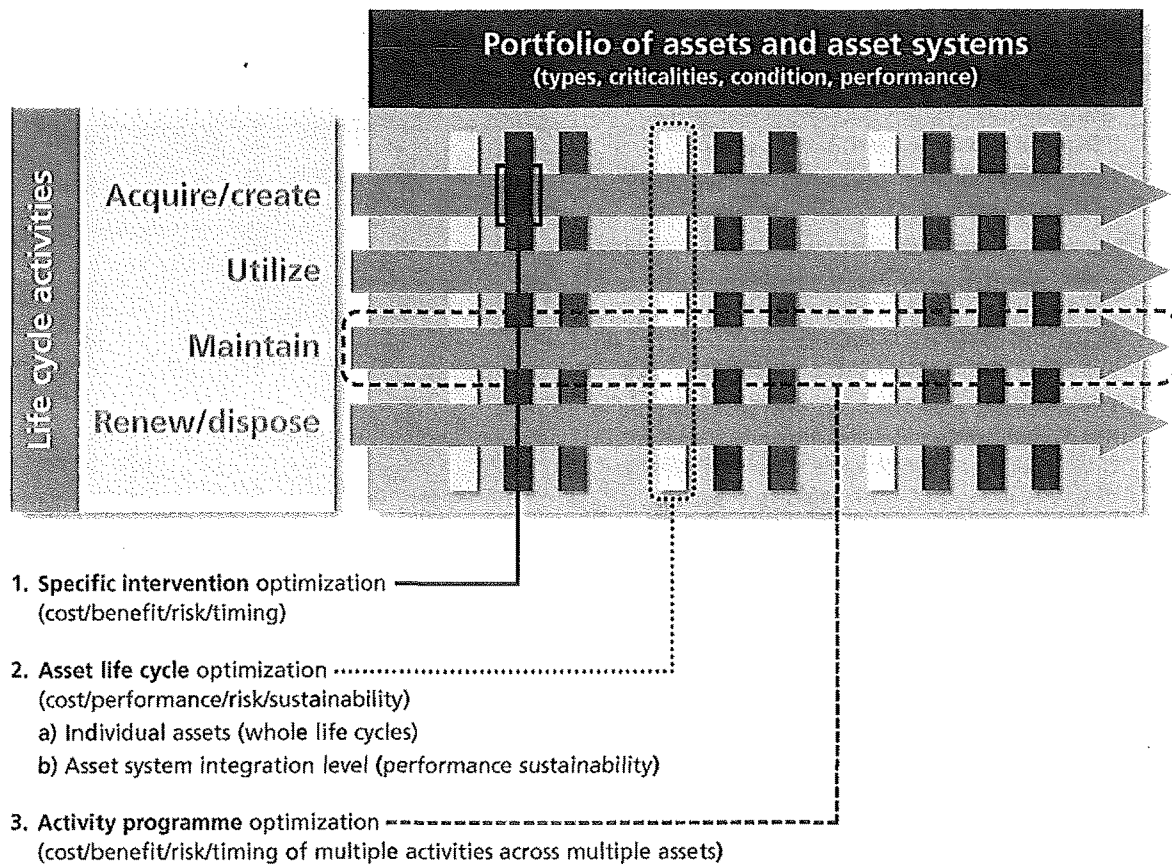 Portfolio of assets and asset systems
(types, criticalities, condition, performance)
Life cycle activities
Acquire/create
Utilize
Maintain
Renew/dispose
1. Specific intervention optimization
(cost/benefit/risk/timing)
2. Asset life cycle optimization
(cost/performance/risk/sustainability)
a) Individual assets (whole life cycles)
b) Asset system integration level (performance sustainability)
3. Activity programme optimization
(cost/benefit/risk/timing of multiple activities across multiple assets)